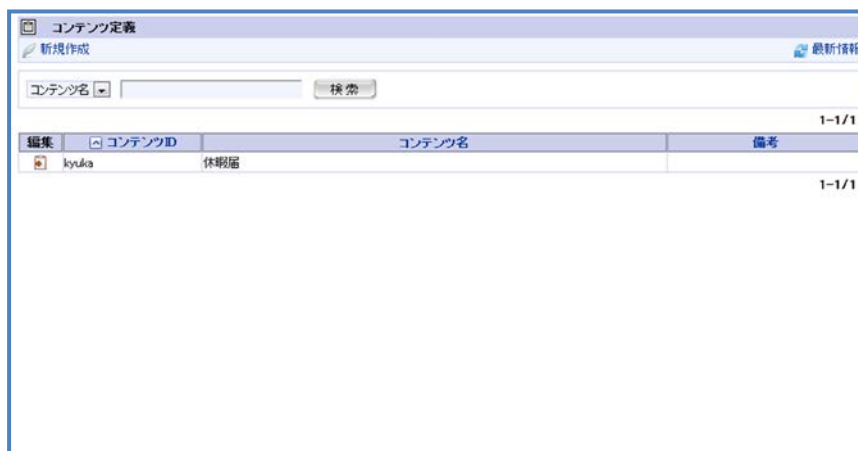 コンテンツ定義
新規作成 最新情報
コンテンツ名 検索
1-1/1
編集 コンテンツID コンテンツ名 備考
kyuka 休暇届
1-1/1